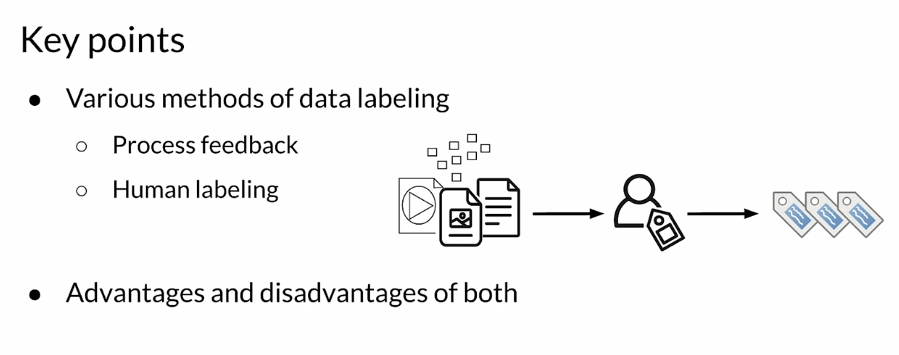 Key points
● Various methods of data labeling
○ Process feedback
○ Human labeling
● Advantages and disadvantages of both